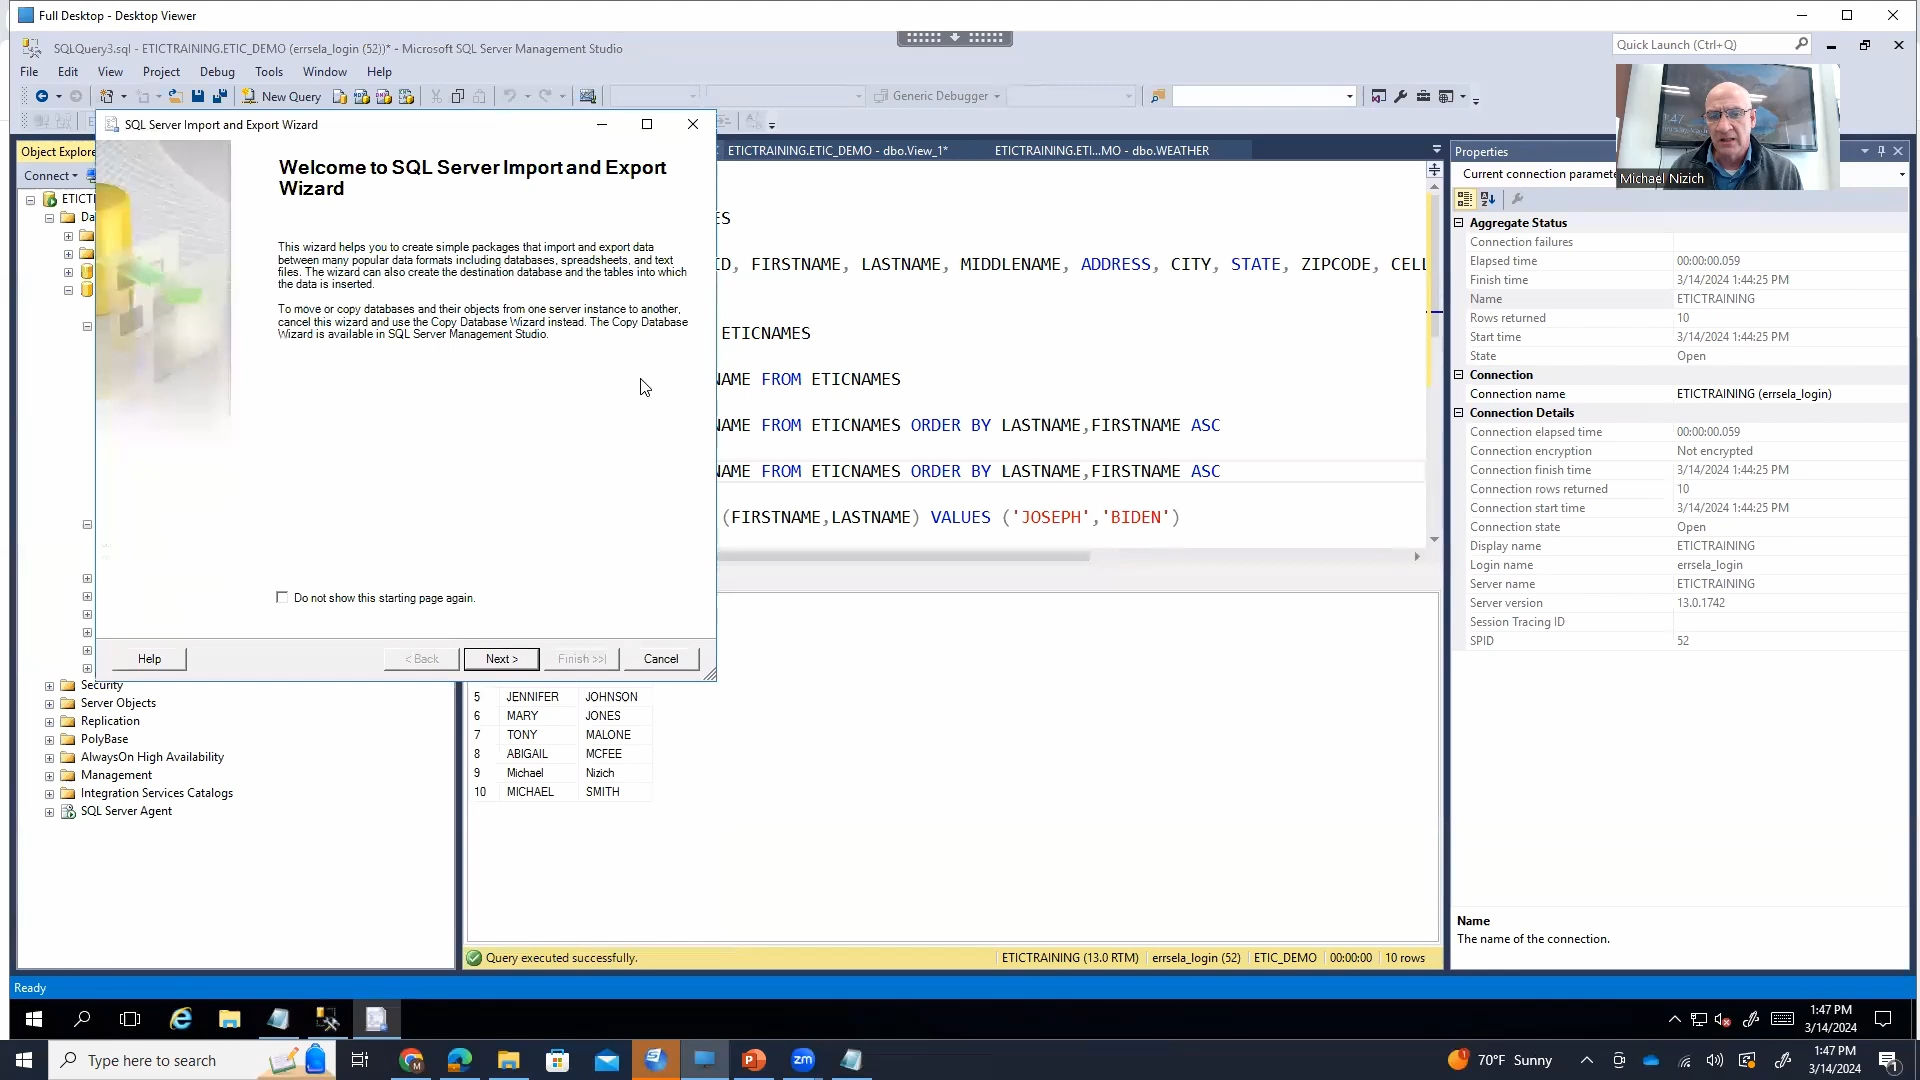 Full Desktop - Desktop Viewer
SQLQuery3.sql - ETICTRAINING.ETIC_DEMO (errsela_login (52))* - Microsoft SQL Server Management Studio
Quick Launch (Ctrl+Q)
File Edit View Project Debug Tools Window Help
New Query
Generic Debugger
SQL Server Import and Export Wizard
Object Explore
ETICTRAINING.ETIC_DEMO - dbo.View_1*
ETICTRAINING.ETI...MO - dbo.WEATHER
Properties
Connect
Current connection paramete
Michael Nizich
ETICT
Da
Welcome to SQL Server Import and Export
Wizard
This wizard helps you to create simple packages that import and export data
between many popular data formats including databases, spreadsheets, and text
files. The wizard can also create the destination database and the tables into which
the data is inserted.
To move or copy databases and their objects from one server instance to another,
cancel this wizard and use the Copy Database Wizard instead. The Copy Database
Wizard is available in SQL Server Management Studio.
Do not show this starting page again.
Help < Back Next > Finish >>| Cancel
ES
ID, FIRSTNAME, LASTNAME, MIDDLENAME, ADDRESS, CITY, STATE, ZIPCODE, CELL
ETICNAMES
NAME FROM ETICNAMES
NAME FROM ETICNAMES ORDER BY LASTNAME,FIRSTNAME ASC
NAME FROM ETICNAMES ORDER BY LASTNAME,FIRSTNAME ASC
(FIRSTNAME,LASTNAME) VALUES ('JOSEPH','BIDEN')
Security
Server Objects
Replication
PolyBase
AlwaysOn High Availability
Management
Integration Services Catalogs
SQL Server Agent
5 JENNIFER JOHNSON
6 MARY JONES
7 TONY MALONE
8 ABIGAIL MCFEE
9 Michael Nizich
10 MICHAEL SMITH
Aggregate Status
Connection failures
Elapsed time 00:00:00.059
Finish time 3/14/2024 1:44:25 PM
Name ETICTRAINING
Rows returned 10
Start time 3/14/2024 1:44:25 PM
State Open
Connection
Connection name ETICTRAINING (errsela_login)
Connection Details
Connection elapsed time 00:00:00.059
Connection encryption Not encrypted
Connection finish time 3/14/2024 1:44:25 PM
Connection rows returned 10
Connection start time 3/14/2024 1:44:25 PM
Connection state Open
Display name ETICTRAINING
Login name errsela_login
Server name ETICTRAINING
Server version 13.0.1742
Session Tracing ID
SPID 52
Name
The name of the connection.
Query executed successfully.
ETICTRAINING (13.0 RTM) errsela_login (52) ETIC_DEMO 00:00:00 10 rows
Ready
1:47 PM
3/14/2024
Type here to search
70°F Sunny
1:47 PM
3/14/2024